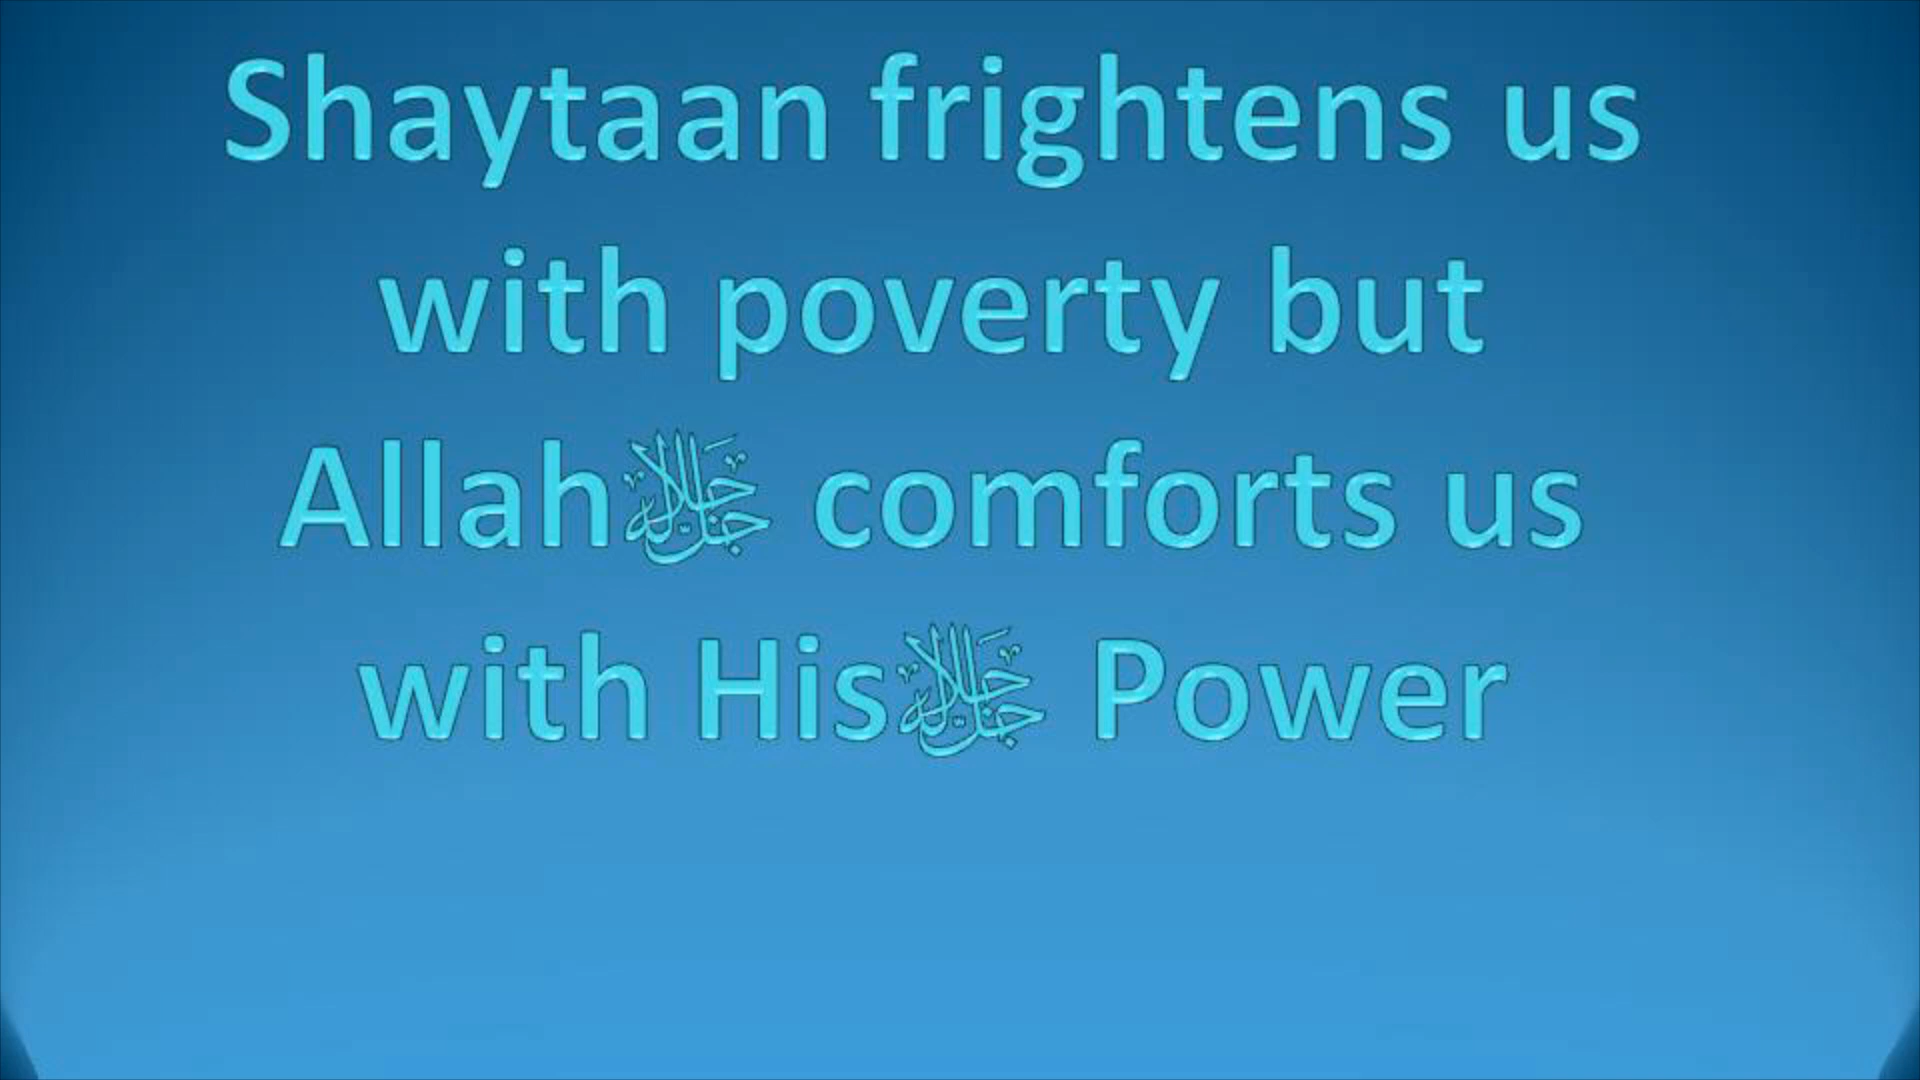 Shaytaan frightens us
with poverty but
Allahﷻ comforts us
with Hisﷻ Power